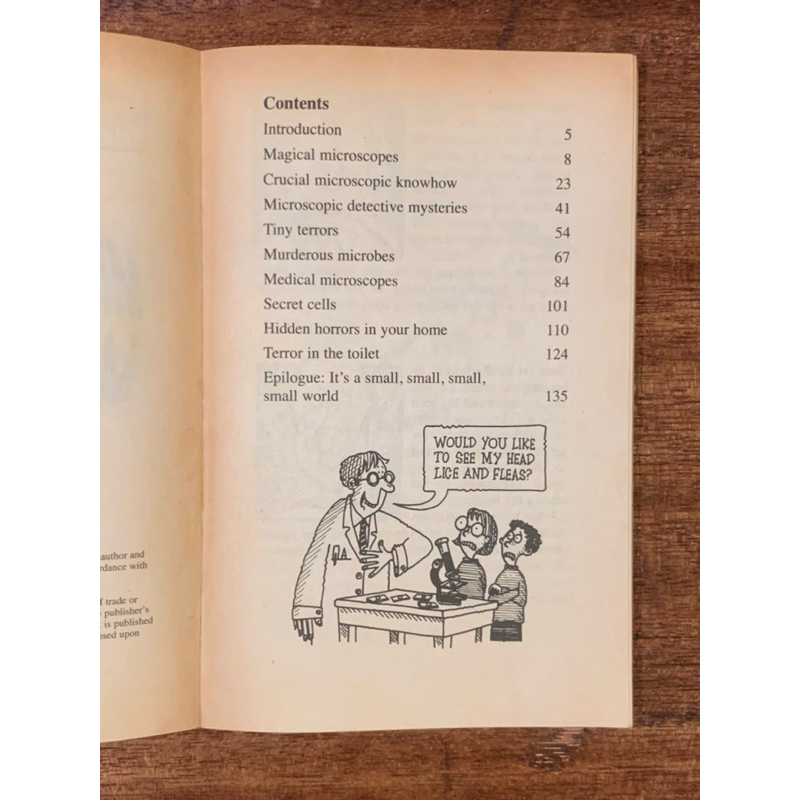 Contents
Introduction 5
Magical microscopes 8
Crucial microscopic knowhow 23
Microscopic detective mysteries 41
Tiny terrors 54
Murderous microbes 67
Medical microscopes 84
Secret cells 101
Hidden horrors in your home 110
Terror in the toilet 124
Epilogue: It's a small, small, small,
small world 135
WOULD YOU LIKE
TO SEE MY HEAD
LICE AND FLEAS?
author and
rdance with
f trade or
publisher's
is published
osed upon